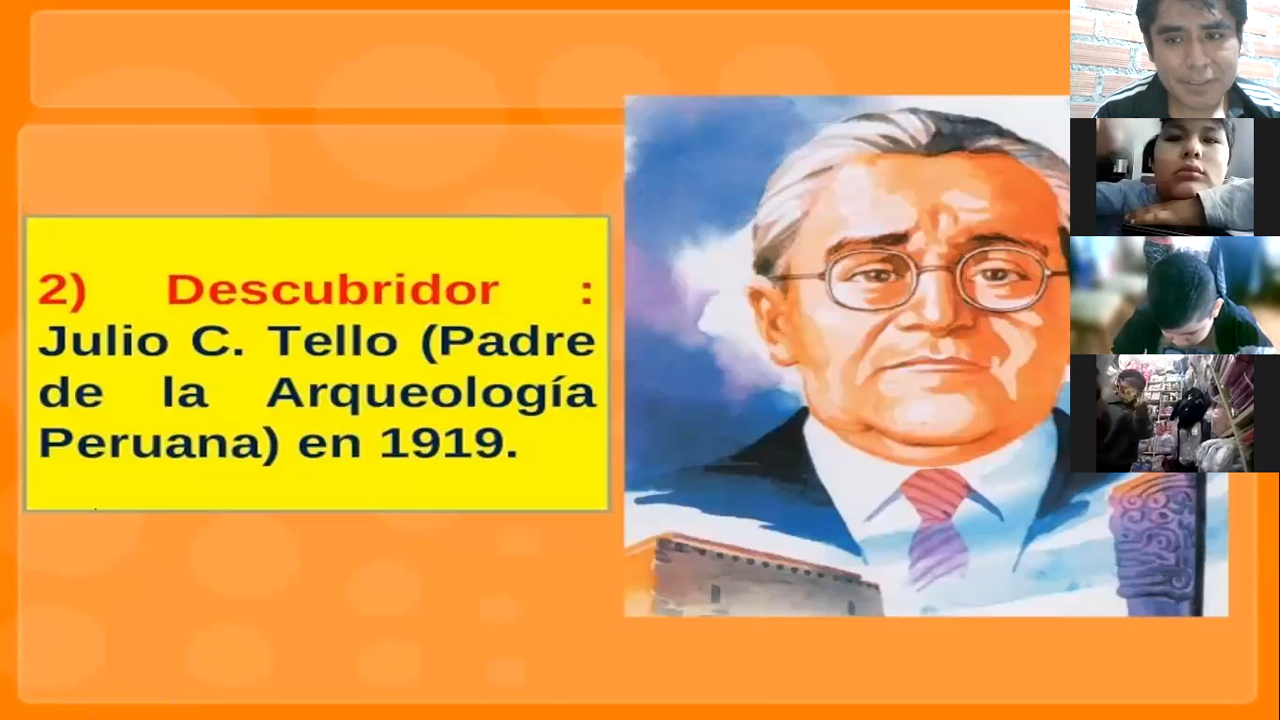 2) Descubridor :
Julio C. Tello (Padre
de la Arqueología
Peruana) en 1919.